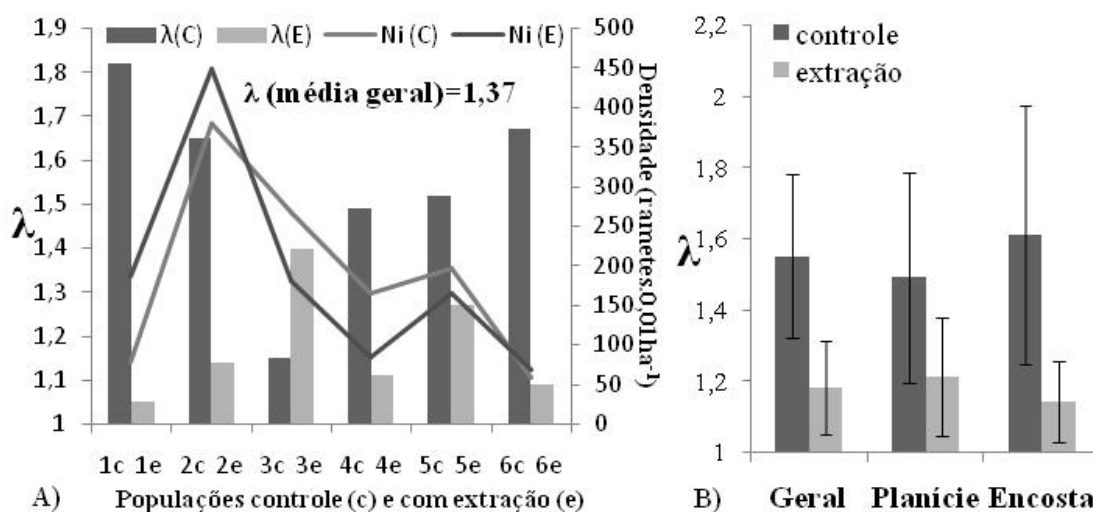 λ(C) λ(E) Ni (C) Ni (E)
λ (média geral)=1,37
λ
1,9
1,8
1,7
1,6
1,5
1,4
1,3
1,2
1,1
1
500
450
400
350
300
250
200
150
100
50
0
Densidade (rametes.0,01ha⁻¹)
1c 1e 2c 2e 3c 3e 4c 4e 5c 5e 6c 6e
A) Populações controle (c) e com extração (e)
controle
extração
λ
2,2
2
1,8
1,6
1,4
1,2
1
B) Geral Planície Encosta